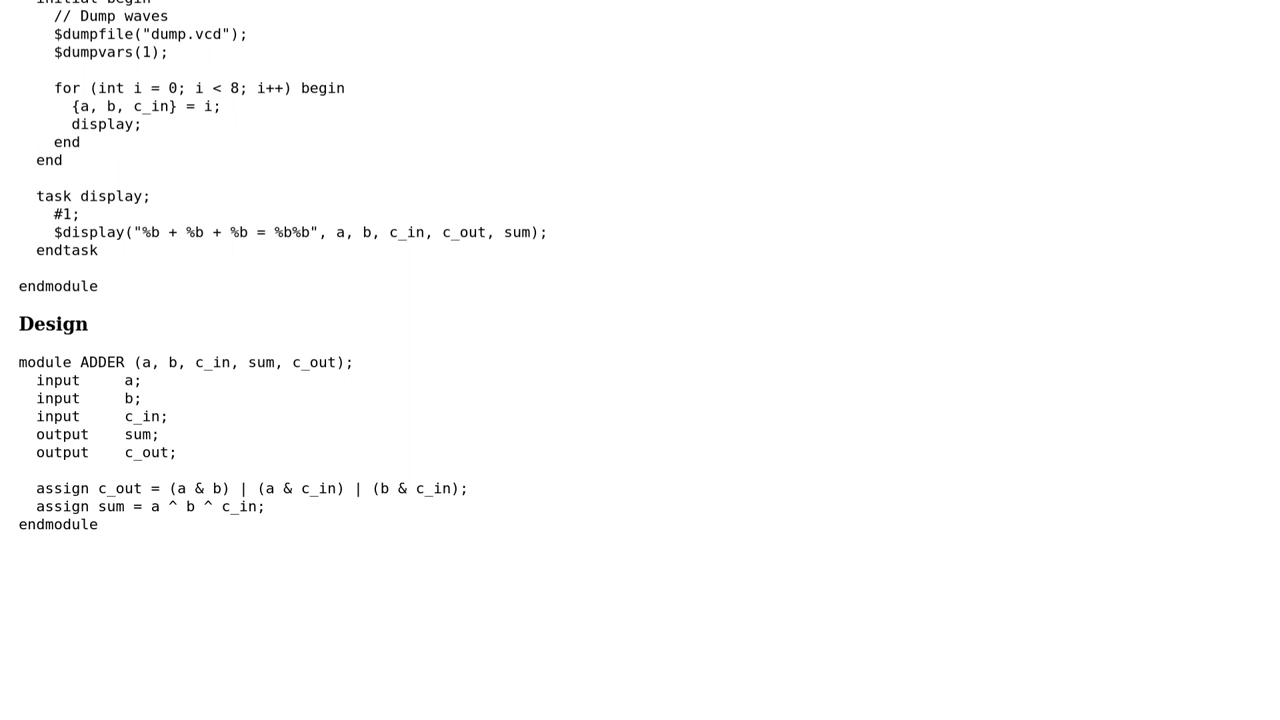 initial begin
    // Dump waves
    $dumpfile("dump.vcd");
    $dumpvars(1);

    for (int i = 0; i < 8; i++) begin
      {a, b, c_in} = i;
      display;
    end
  end

  task display;
    #1;
    $display("%b + %b + %b = %b%b", a, b, c_in, c_out, sum);
  endtask

endmodule

Design

module ADDER (a, b, c_in, sum, c_out);
  input     a;
  input     b;
  input     c_in;
  output    sum;
  output    c_out;

  assign c_out = (a & b) | (a & c_in) | (b & c_in);
  assign sum = a ^ b ^ c_in;
endmodule